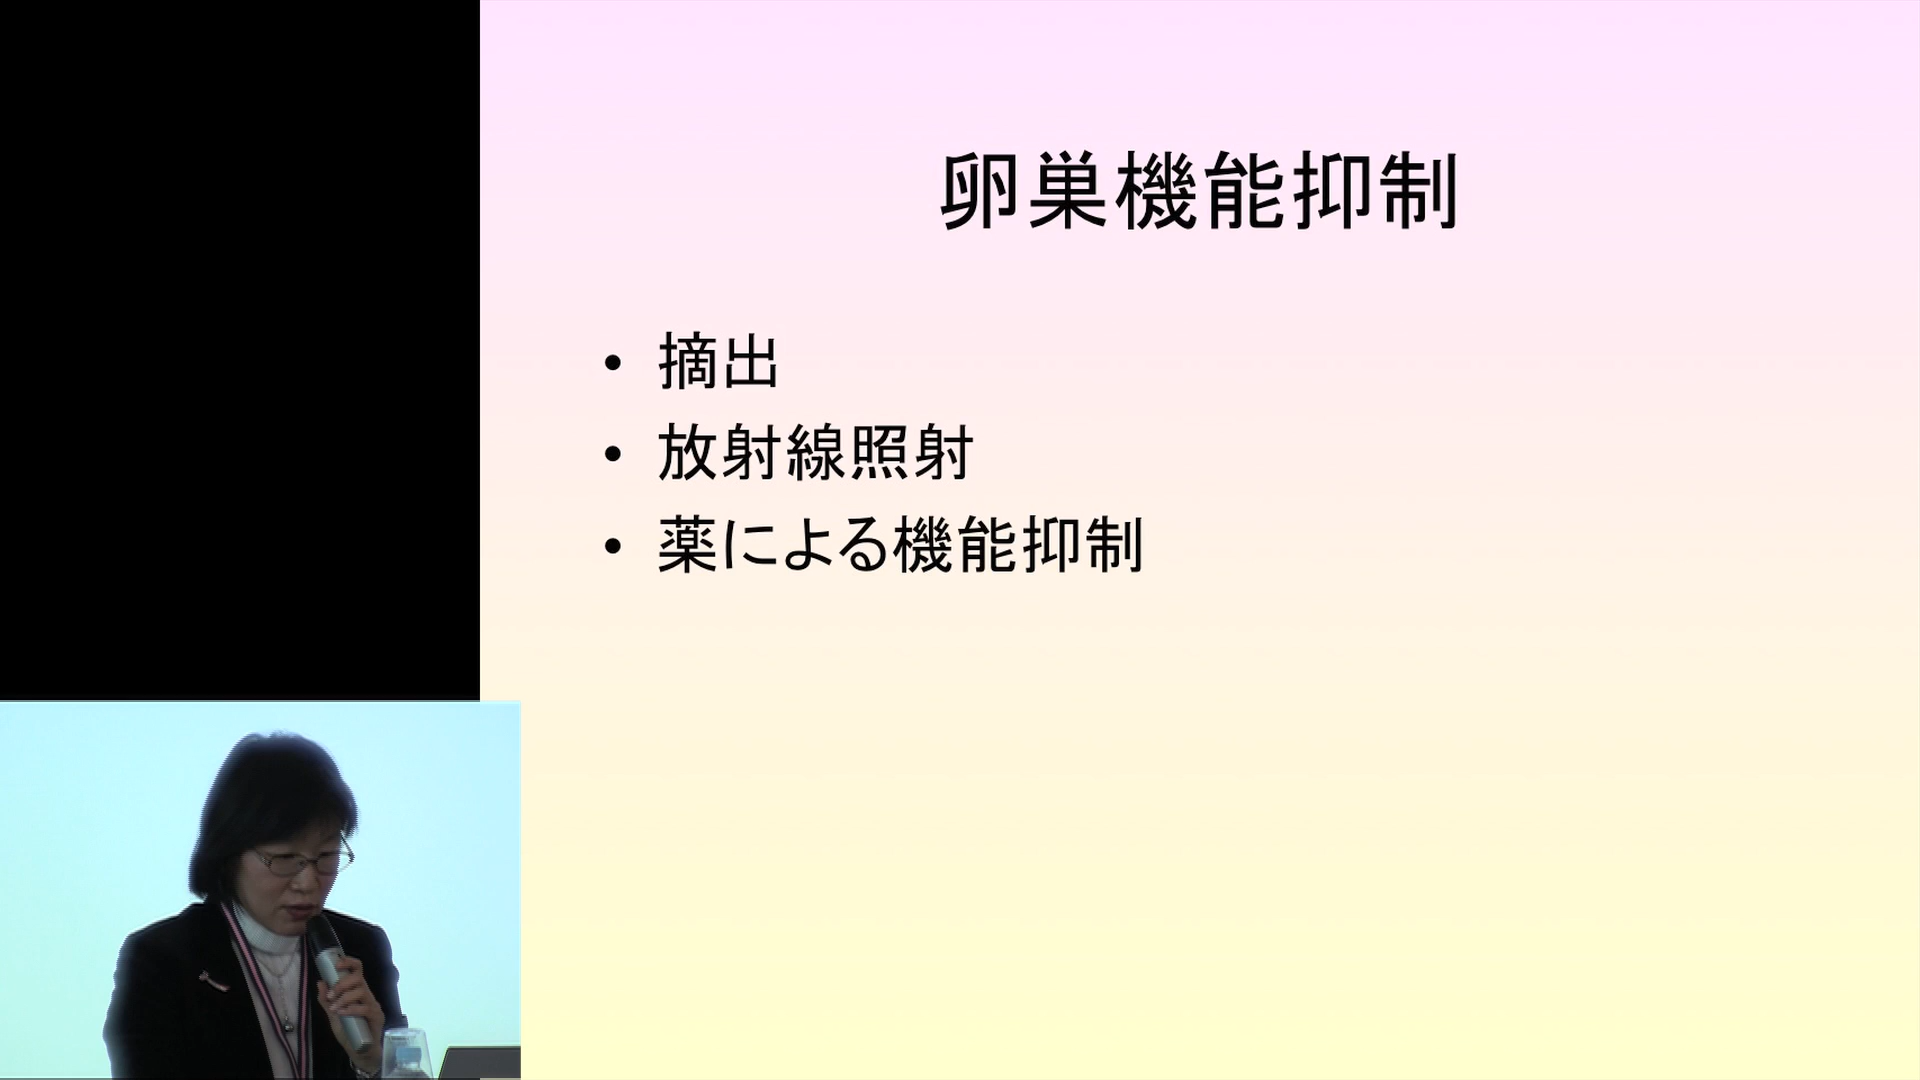 卵巣機能抑制
• 摘出
• 放射線照射
• 薬による機能抑制